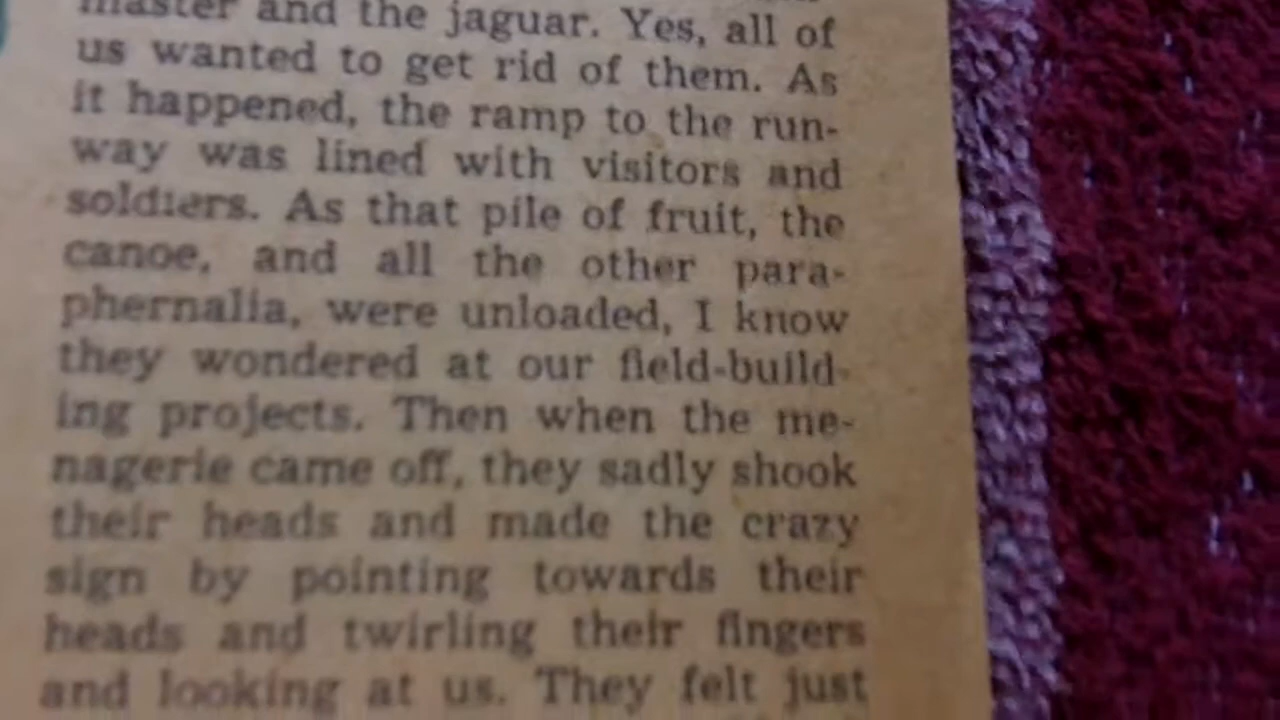 master and the jaguar. Yes, all of
us wanted to get rid of them. As
it happened, the ramp to the run-
way was lined with visitors and
soldiers. As that pile of fruit, the
canoe, and all the other para-
phernalia, were unloaded, I know
they wondered at our field-build-
ing projects. Then when the me-
nagerie came off, they sadly shook
their heads and made the crazy
sign by pointing towards their
heads and twirling their fingers
and looking at us. They felt just